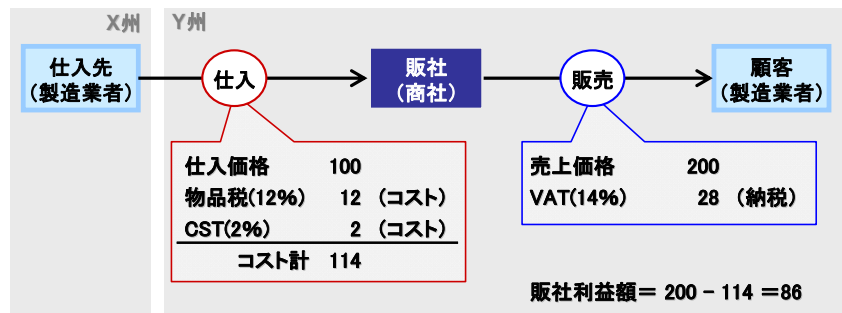 X州
Y州
仕入先
(製造業者)
仕入
販社
(商社)
販売
顧客
(製造業者)
仕入価格 100
物品税(12%) 12 (コスト)
CST(2%) 2 (コスト)
コスト計 114
売上価格 200
VAT(14%) 28 (納税)
販社利益額＝ 200 − 114 ＝86